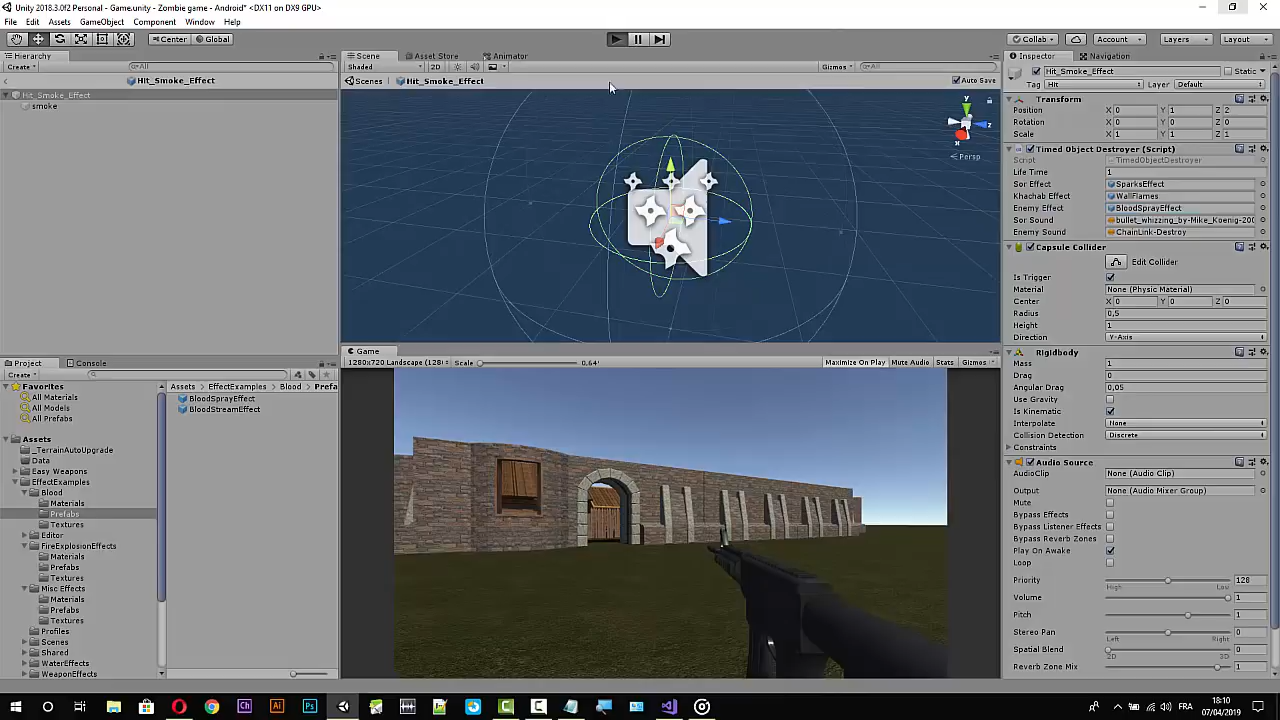 Unity 2018.3.0f2 Personal - Game.unity - Zombie game - Android* <DX11 on DX9 GPU>
File Edit Assets GameObject Component Window Help
Center Global Collab Account Layers Layout
Hierarchy Scene Asset Store Animator Inspector Navigation
Create All
Shaded 2D Gizmos All
Hit_Smoke_Effect Static
Hit_Smoke_Effect
Scenes Hit_Smoke_Effect Auto Save
Tag Hit Layer Default
Hit_Smoke_Effect
smoke
Transform
Position X 0 Y 1 Z 2
Rotation X 0 Y 0 Z 0
Scale X 1 Y 1 Z 1
y
z
x
Persp
Timed Object Destroyer (Script)
Script TimedObjectDestroyer
Life Time 1
Sor Effect SparksEffect
Khachab Effect WallFlames
Enemy Effect BloodSprayEffect
Sor Sound bullet_whizzing_by-Mike_Koenig-200
Enemy Sound ChainLink-Destroy
Capsule Collider
Edit Collider
Is Trigger
Material None (Physic Material)
Center X 0 Y 0 Z 0
Radius 0,5
Height 1
Direction Y-Axis
Rigidbody
Mass 1
Drag 0
Angular Drag 0,05
Use Gravity
Is Kinematic
Interpolate None
Collision Detection Discrete
Constraints
Audio Source
AudioClip None (Audio Clip)
Output None (Audio Mixer Group)
Mute
Bypass Effects
Bypass Listener Effects
Bypass Reverb Zones
Play On Awake
Loop
Priority 128
High Low
Volume 1
Pitch 1
Stereo Pan 0
Left Right
Spatial Blend 0
2D 3D
Reverb Zone Mix 1
Game
1280x720 Landscape (128 Scale 0.64 Maximize On Play Mute Audio Stats Gizmos
Project Console
Create
Favorites
All Materials
All Models
All Prefabs
Assets
_TerrainAutoUpgrade
Data
Easy Weapons
EffectExamples
Blood
Materials
Prefabs
Textures
Editor
FireExplosionEffects
Materials
Prefabs
Textures
Misc Effects
Materials
Prefabs
Textures
Profiles
Scenes
Shared
WaterEffects
WeaponEffects
Assets EffectExamples Blood Prefa
BloodSprayEffect
BloodStreamEffect
Ch Ai Ps
FRA
18:10
07/04/2019